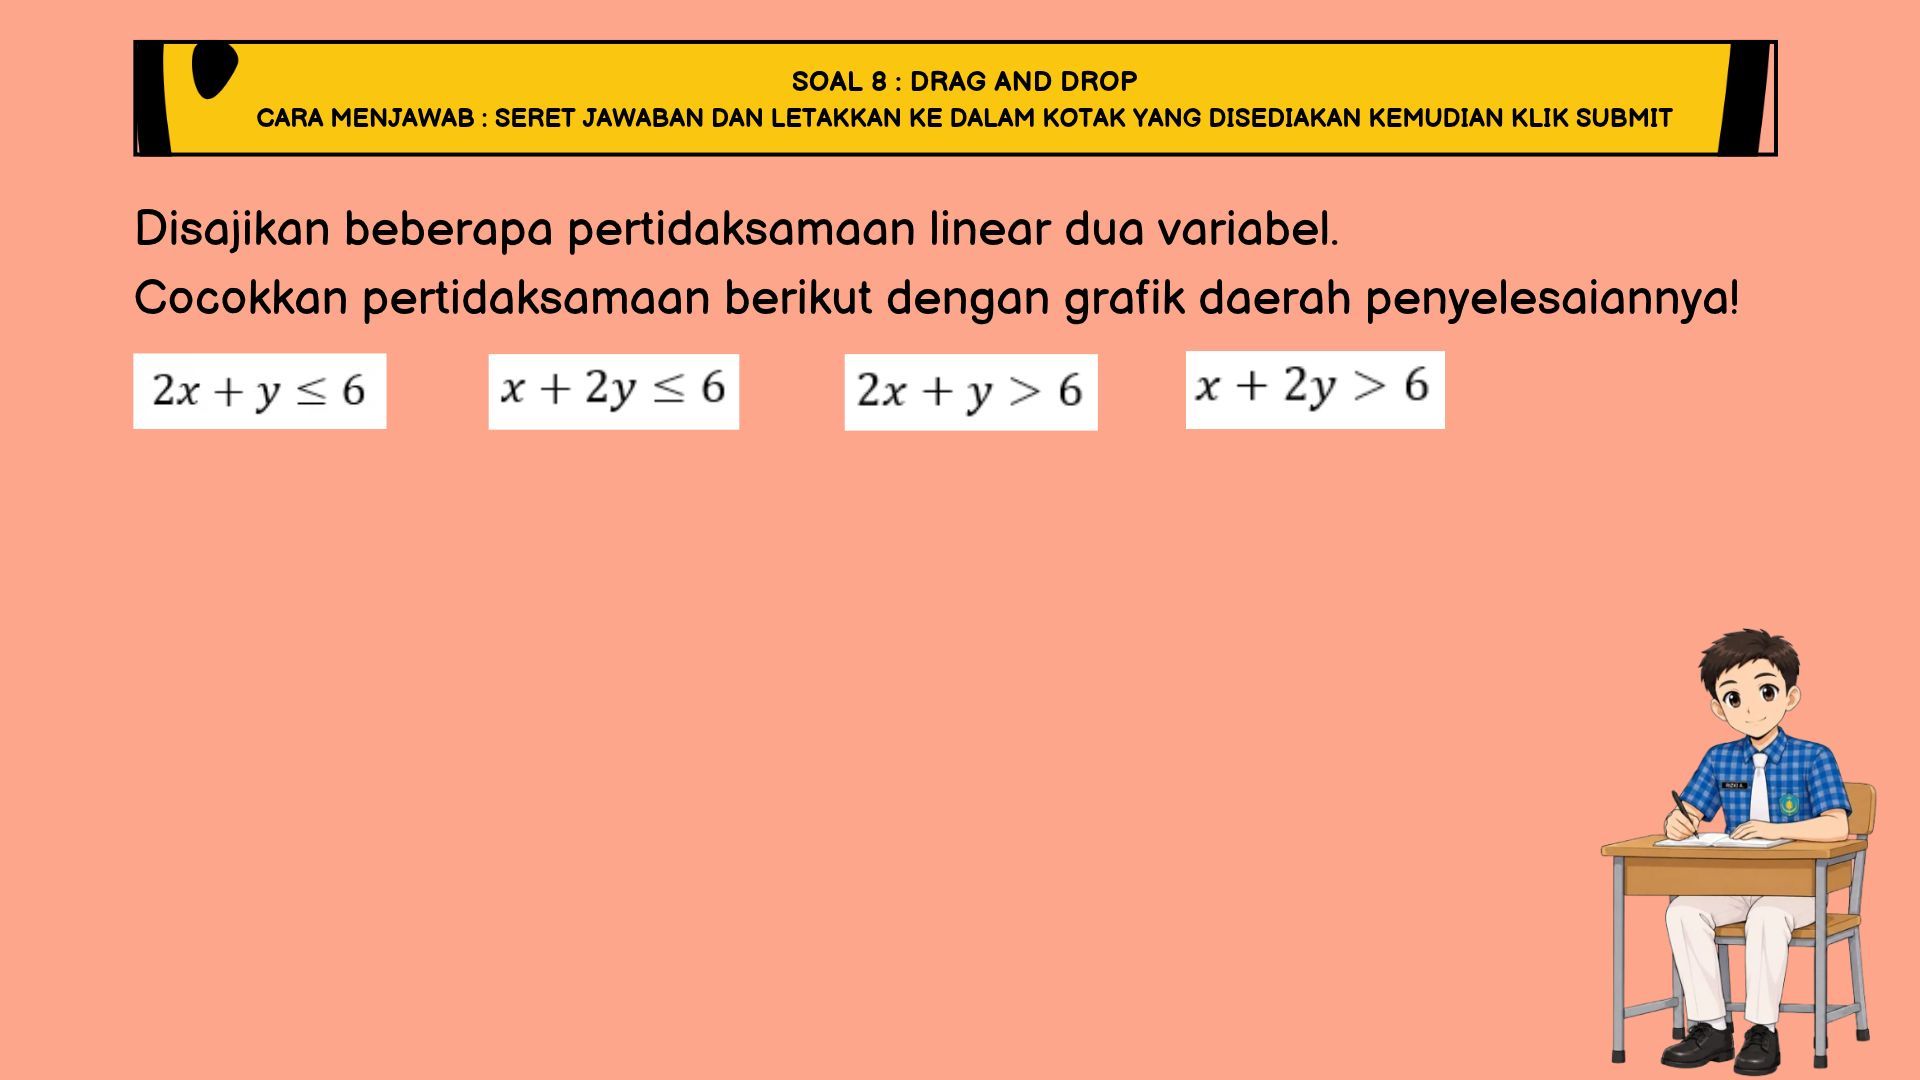 SOAL 8 : DRAG AND DROP
CARA MENJAWAB : SERET JAWABAN DAN LETAKKAN KE DALAM KOTAK YANG DISEDIAKAN KEMUDIAN KLIK SUBMIT
Disajikan beberapa pertidaksamaan linear dua variabel.
Cocokkan pertidaksamaan berikut dengan grafik daerah penyelesaiannya!
2x + y ≤ 6
x + 2y ≤ 6
2x + y > 6
x + 2y > 6